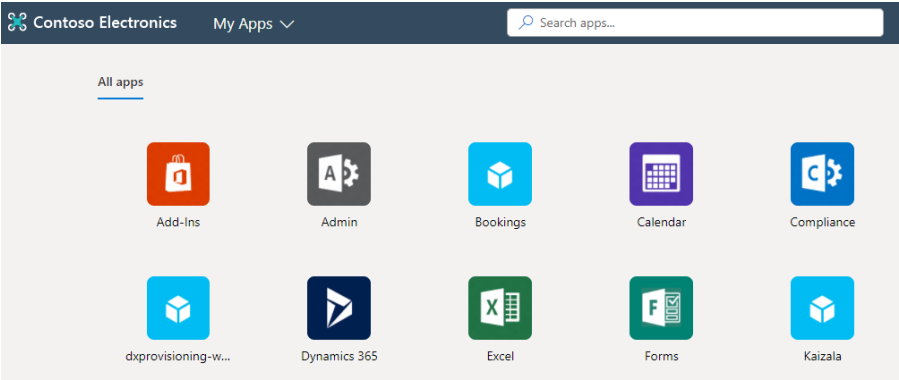 Contoso Electronics My Apps Search apps...
All apps
Add-Ins Admin Bookings Calendar Compliance
dxprovisioning-w... Dynamics 365 Excel Forms Kaizala